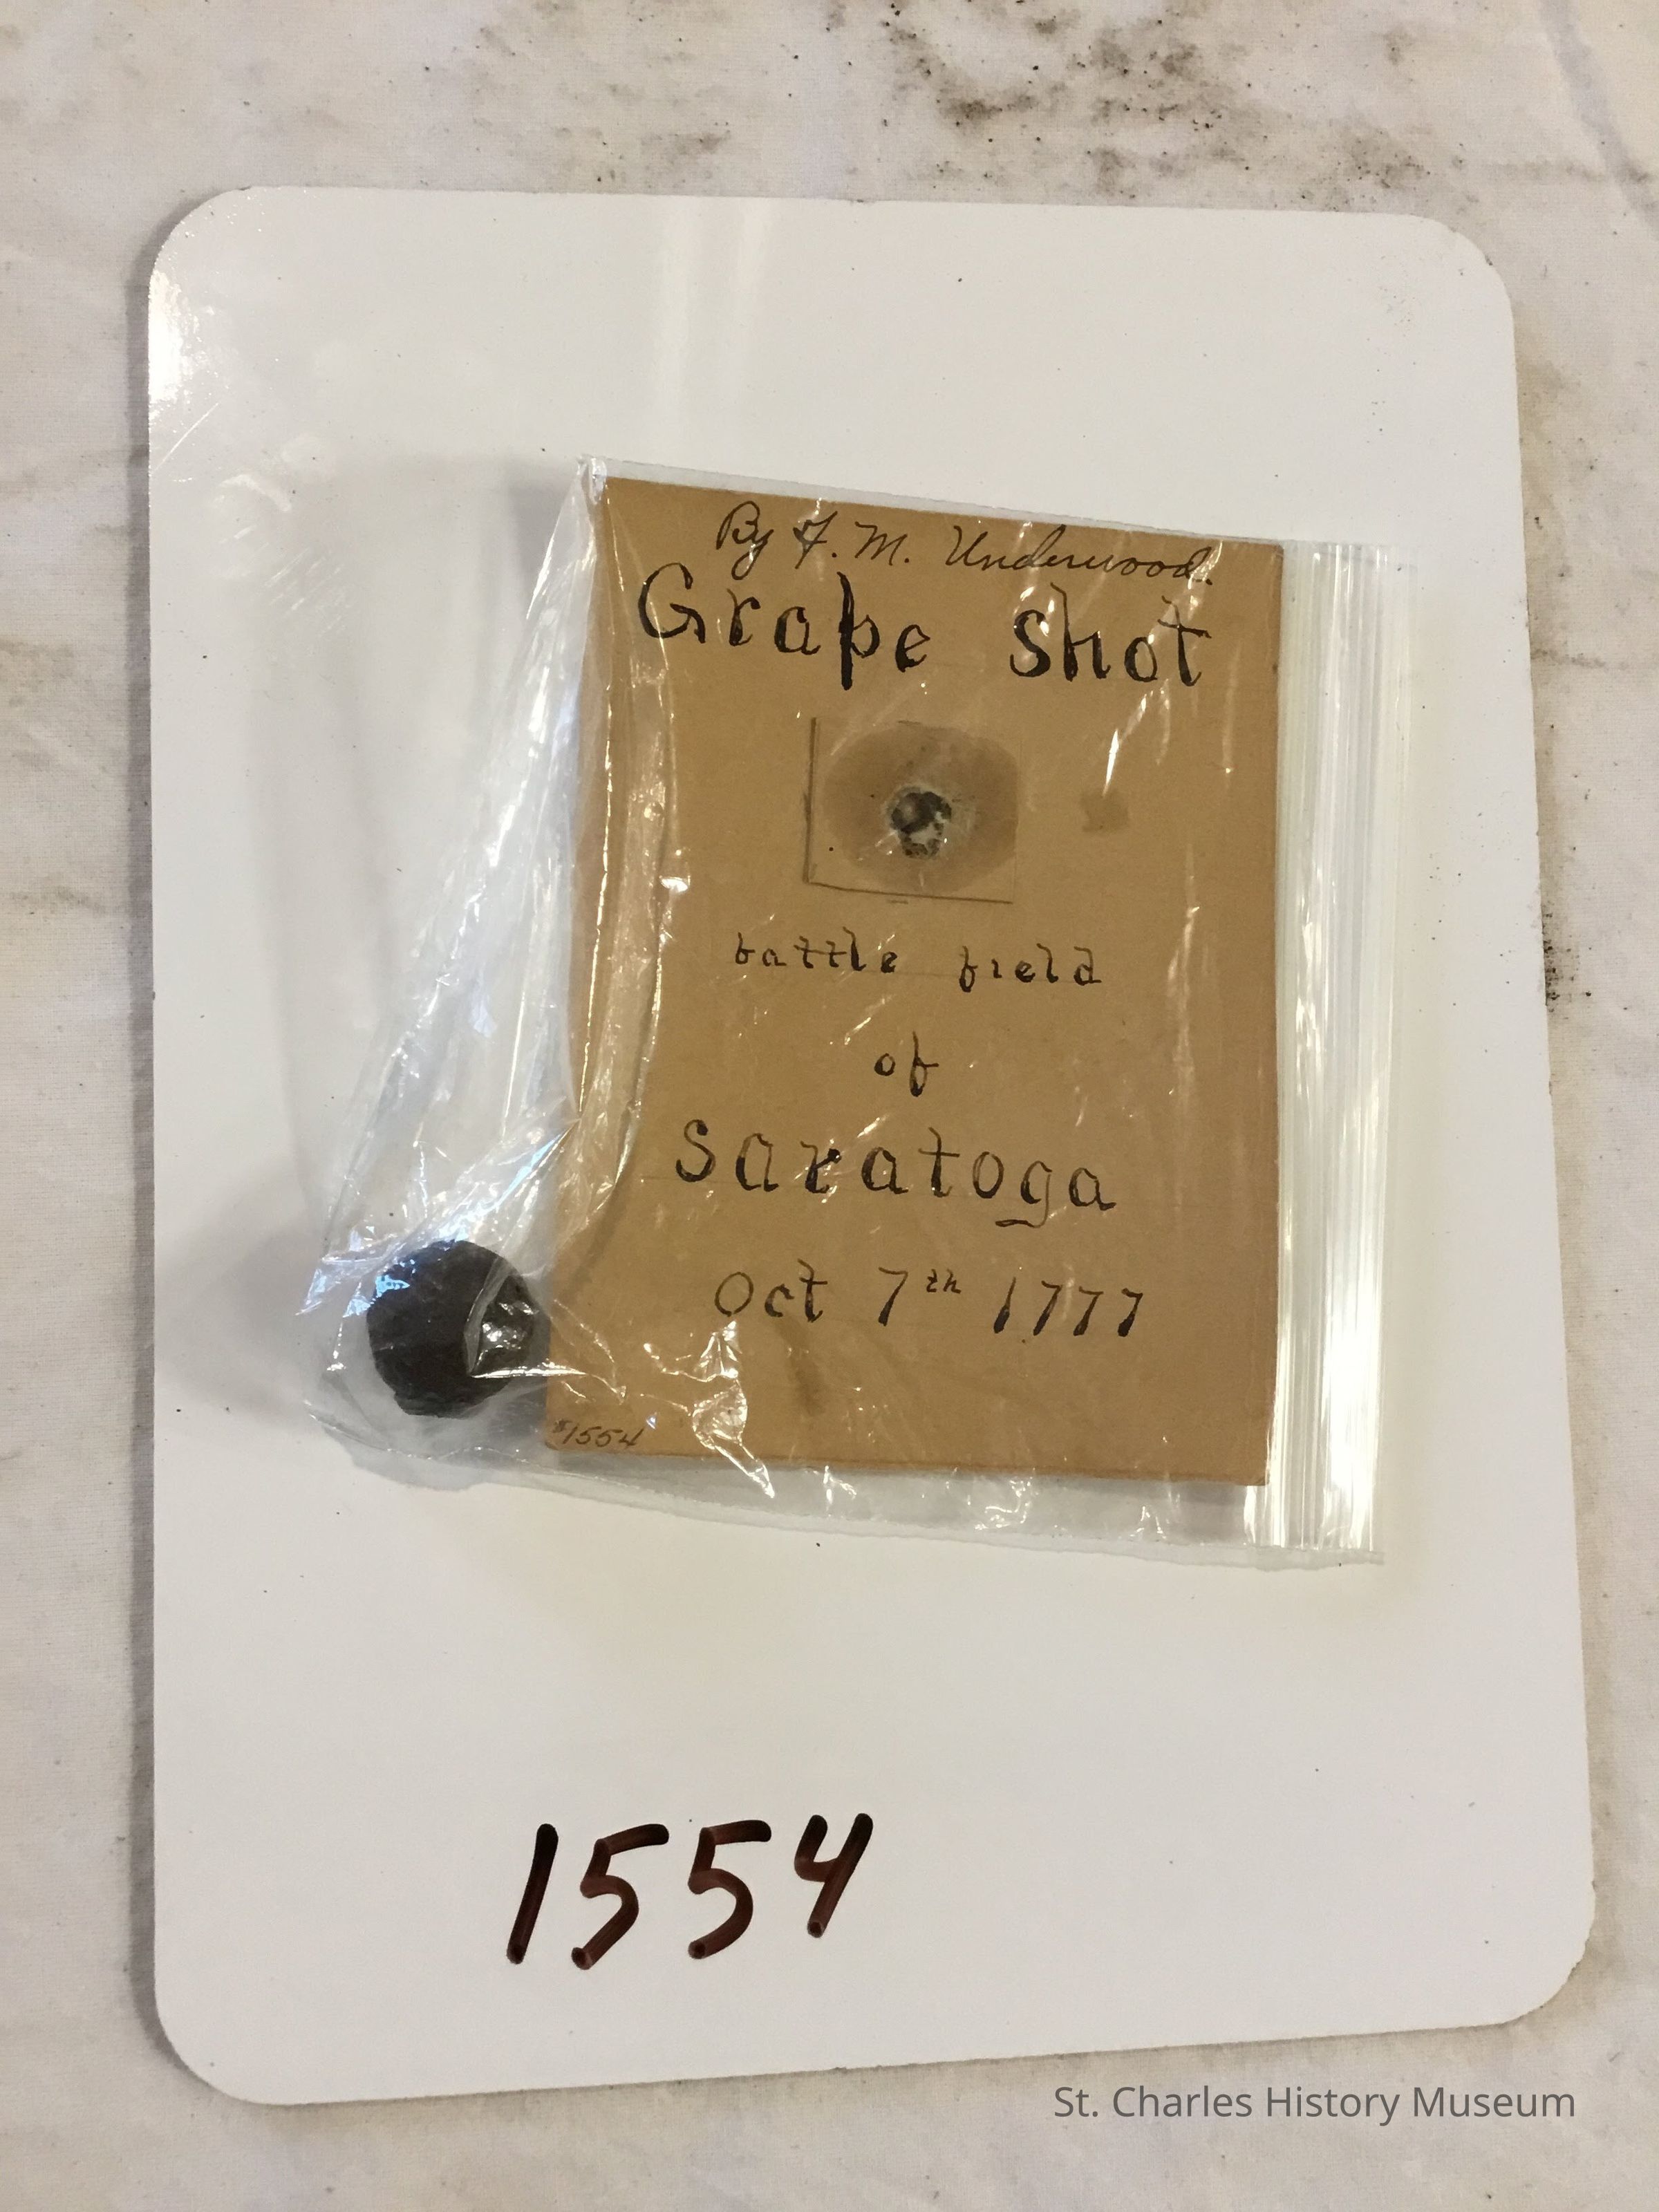 By F. M. Underwood.
Grape shot
battle field
of
Saratoga
Oct 7th 1777
#1554
1554
St. Charles History Museum